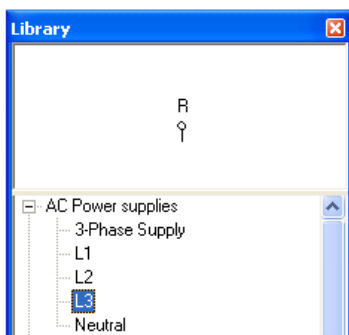 Library
R
AC Power supplies
3-Phase Supply
L1
L2
L3
Neutral